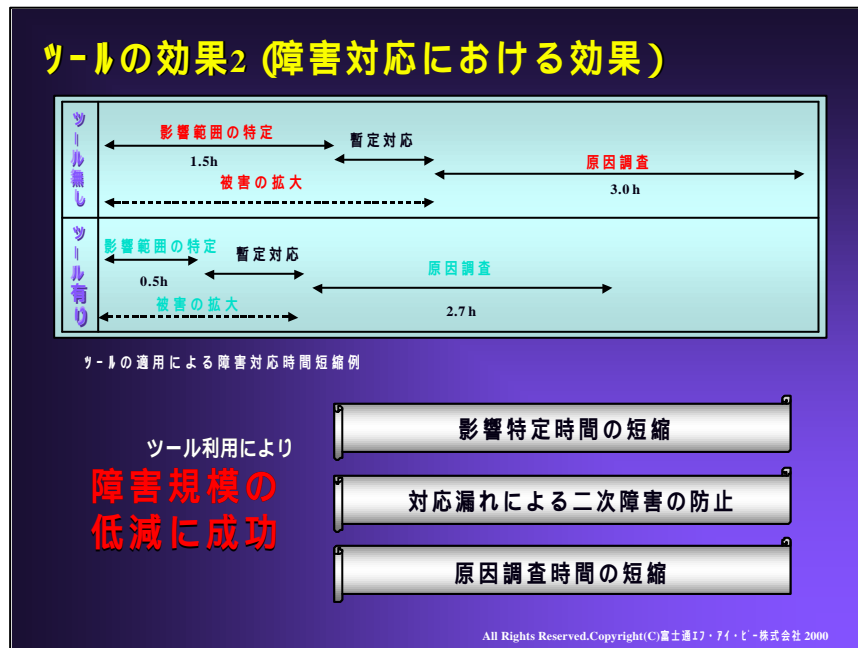 ツールの効果2（障害対応における効果）
ツール無し
影響範囲の特定
暫定対応
1.5h
原因調査
被害の拡大
3.0h
ツール有り
影響範囲の特定
暫定対応
原因調査
0.5h
被害の拡大
2.7h
ツールの適用による障害対応時間短縮例
影響特定時間の短縮
ツール利用により
障害規模の
低減に成功
対応漏れによる二次障害の防止
原因調査時間の短縮
All Rights Reserved.Copyright(C)富士通エフ・アイ・ピー株式会社 2000